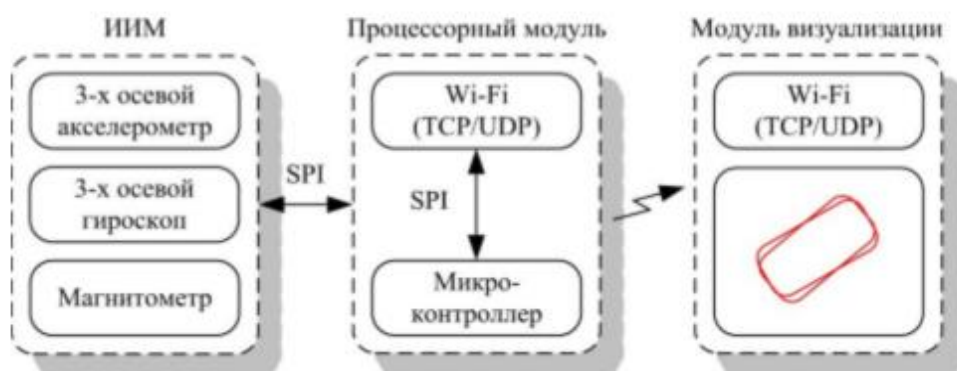 ИИМ
3-х осевой
акселерометр
3-х осевой
гироскоп
Магнитометр
SPI
Процессорный модуль
Wi-Fi
(TCP/UDP)
SPI
Микро-
контроллер
Модуль визуализации
Wi-Fi
(TCP/UDP)